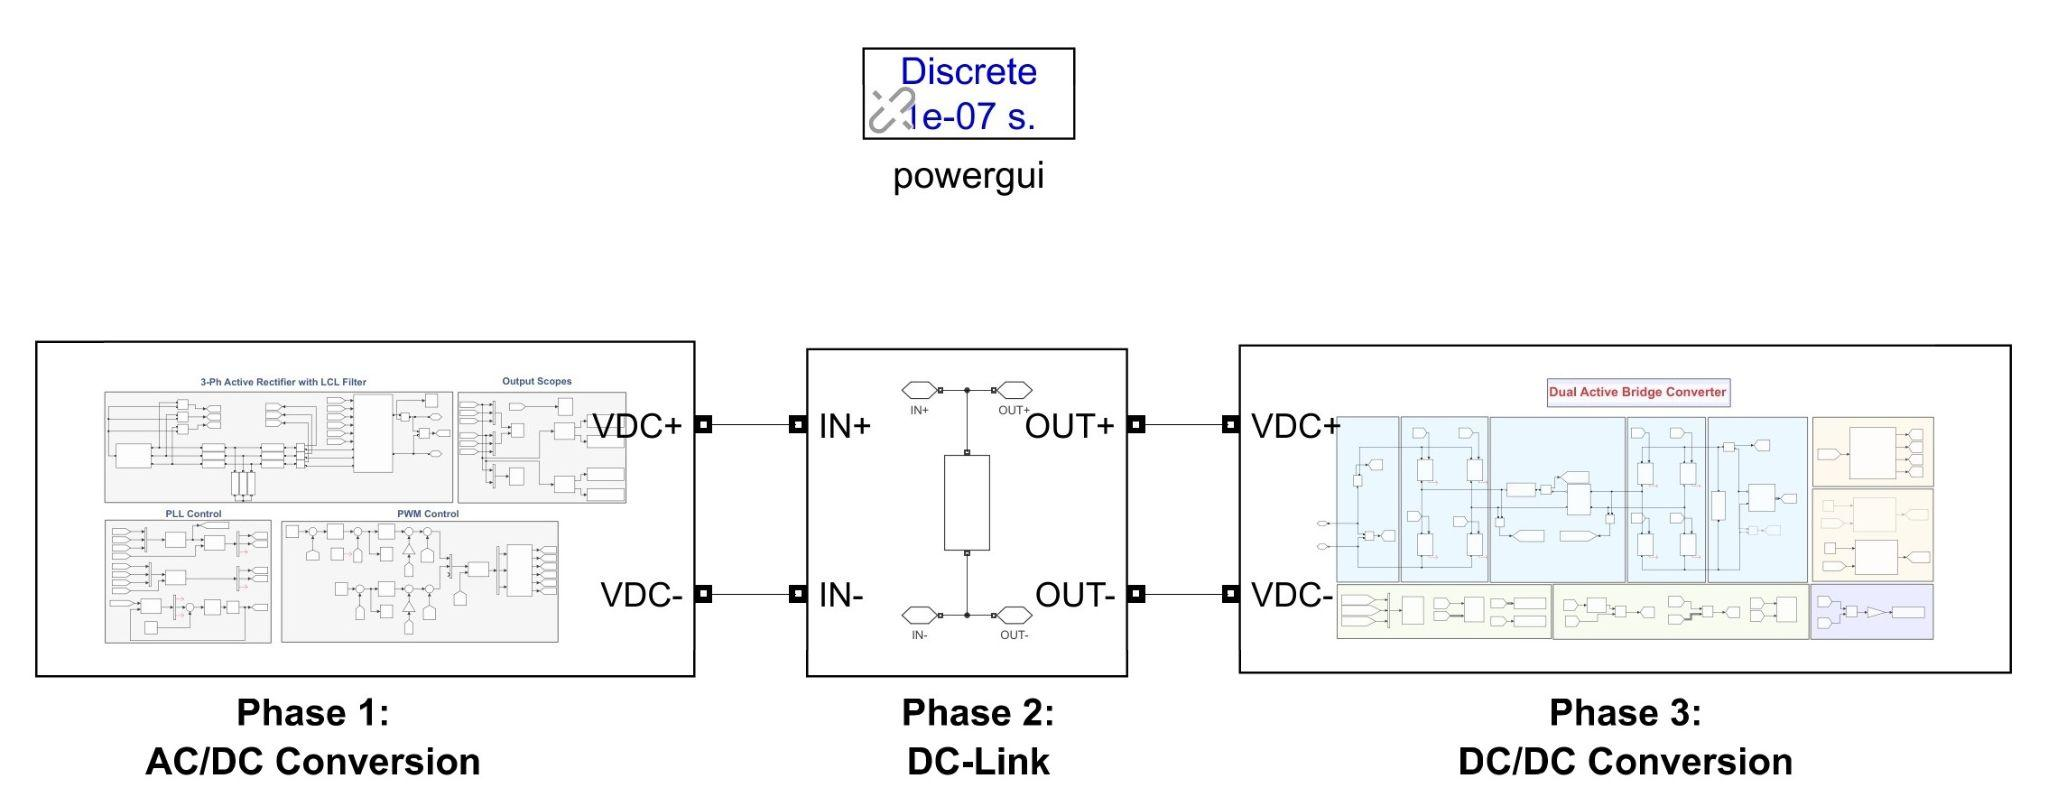 Discrete
1e-07 s.
powergui
3-Ph Active Rectifier with LCL Filter
Output Scopes
PLL Control
PWM Control
VDC+
VDC-
IN+
OUT+
IN-
OUT-
IN+
OUT+
IN-
OUT-
Dual Active Bridge Converter
VDC+
VDC-
Phase 1:
AC/DC Conversion
Phase 2:
DC-Link
Phase 3:
DC/DC Conversion